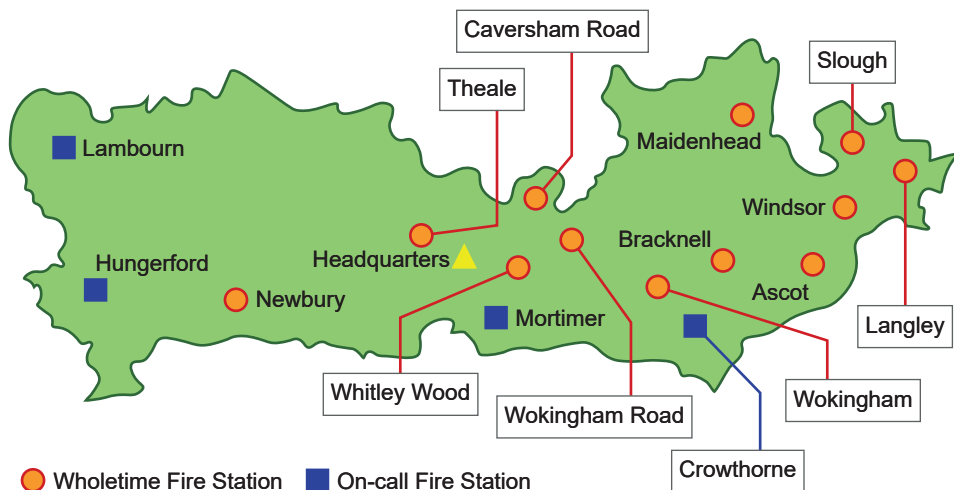 Caversham Road
Slough
Theale
Maidenhead
Lambourn
Windsor
Bracknell
Headquarters
Hungerford
Ascot
Newbury
Mortimer
Langley
Whitley Wood
Wokingham
Wokingham Road
Crowthorne
Wholetime Fire Station
On-call Fire Station